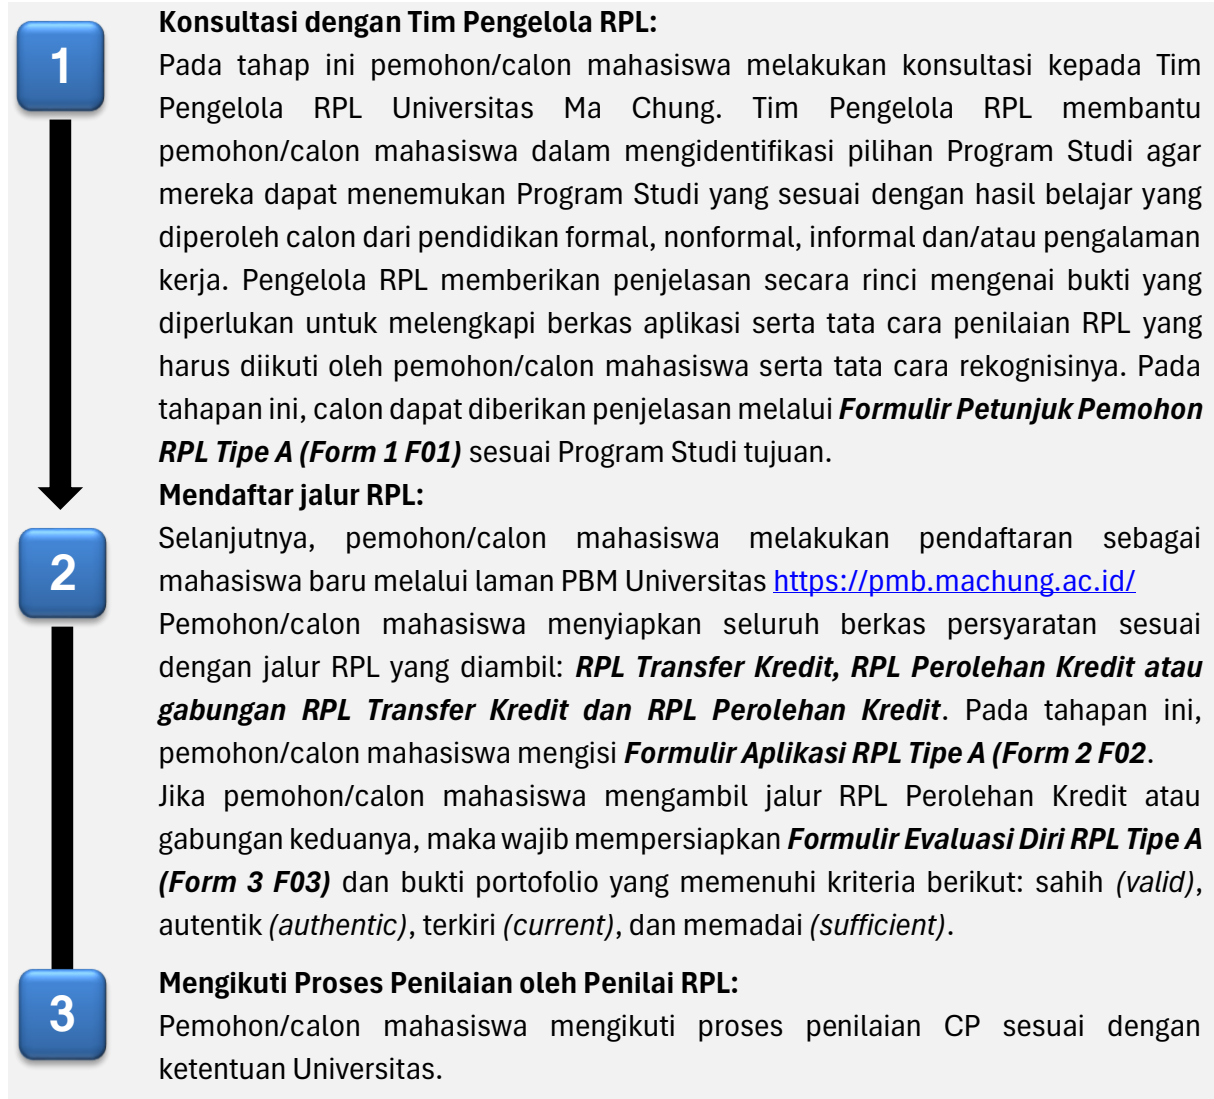 1
Konsultasi dengan Tim Pengelola RPL:
Pada tahap ini pemohon/calon mahasiswa melakukan konsultasi kepada Tim
Pengelola RPL Universitas Ma Chung. Tim Pengelola RPL membantu
pemohon/calon mahasiswa dalam mengidentifikasi pilihan Program Studi agar
mereka dapat menemukan Program Studi yang sesuai dengan hasil belajar yang
diperoleh calon dari pendidikan formal, nonformal, informal dan/atau pengalaman
kerja. Pengelola RPL memberikan penjelasan secara rinci mengenai bukti yang
diperlukan untuk melengkapi berkas aplikasi serta tata cara penilaian RPL yang
harus diikuti oleh pemohon/calon mahasiswa serta tata cara rekognisinya. Pada
tahapan ini, calon dapat diberikan penjelasan melalui Formulir Petunjuk Pemohon
RPL Tipe A (Form 1 F01) sesuai Program Studi tujuan.
2
Mendaftar jalur RPL:
Selanjutnya, pemohon/calon mahasiswa melakukan pendaftaran sebagai
mahasiswa baru melalui laman PBM Universitas https://pmb.machung.ac.id/
Pemohon/calon mahasiswa menyiapkan seluruh berkas persyaratan sesuai
dengan jalur RPL yang diambil: RPL Transfer Kredit, RPL Perolehan Kredit atau
gabungan RPL Transfer Kredit dan RPL Perolehan Kredit. Pada tahapan ini,
pemohon/calon mahasiswa mengisi Formulir Aplikasi RPL Tipe A (Form 2 F02.
Jika pemohon/calon mahasiswa mengambil jalur RPL Perolehan Kredit atau
gabungan keduanya, maka wajib mempersiapkan Formulir Evaluasi Diri RPL Tipe A
(Form 3 F03) dan bukti portofolio yang memenuhi kriteria berikut: sahih (valid),
autentik (authentic), terkiri (current), dan memadai (sufficient).
3
Mengikuti Proses Penilaian oleh Penilai RPL:
Pemohon/calon mahasiswa mengikuti proses penilaian CP sesuai dengan
ketentuan Universitas.